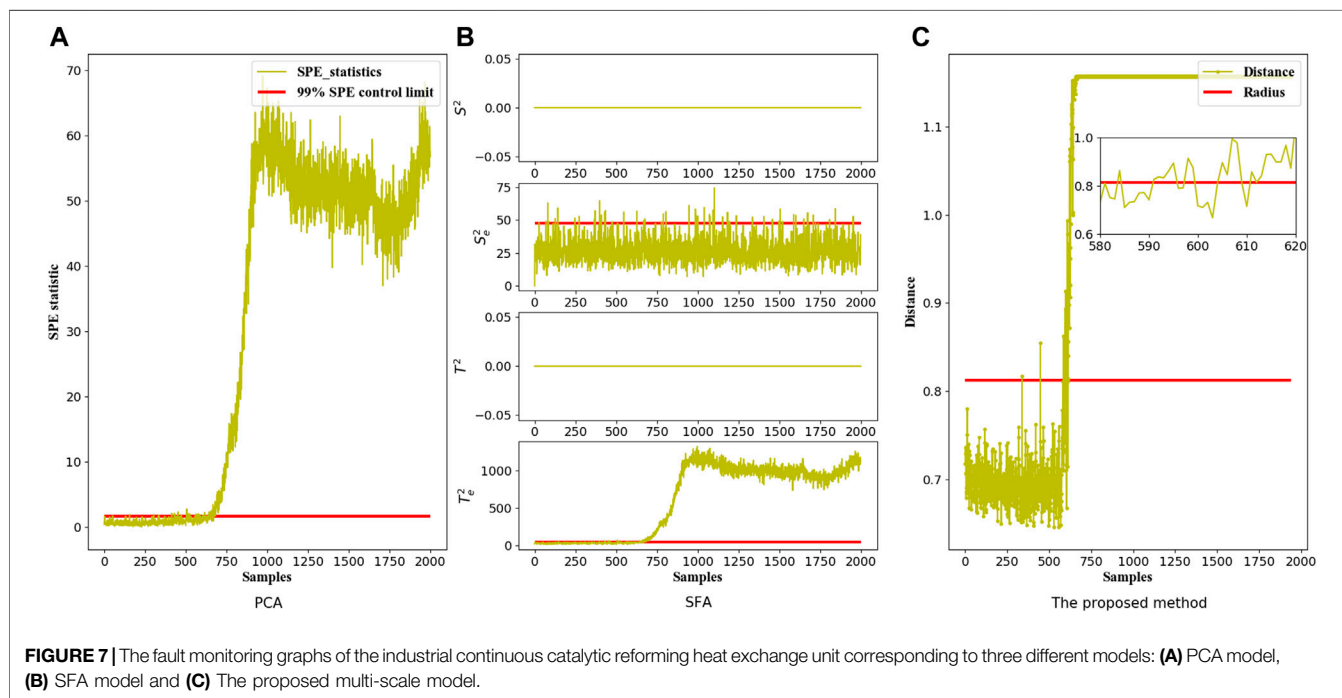 A
70
60
50
40
30
20
10
0
SPE statistic
SPE_statistics
99% SPE control limit
0 250 500 750 1000 1250 1500 1750 2000
Samples
PCA
B
0.05
0.00
−0.05
S²
0 250 500 750 1000 1250 1500 1750 2000
75
50
25
0
Sₑ²
0 250 500 750 1000 1250 1500 1750 2000
0.05
0.00
−0.05
T²
0 250 500 750 1000 1250 1500 1750 2000
1000
500
0
Tₑ²
0 250 500 750 1000 1250 1500 1750 2000
Samples
SFA
C
1.1
1.0
0.9
0.8
0.7
Distance
Distance
Radius
1.0
0.8
0.6
580 590 600 610 620
0 250 500 750 1000 1250 1500 1750 2000
Samples
The proposed method
FIGURE 7 | The fault monitoring graphs of the industrial continuous catalytic reforming heat exchange unit corresponding to three different models: (A) PCA model,
(B) SFA model and (C) The proposed multi-scale model.